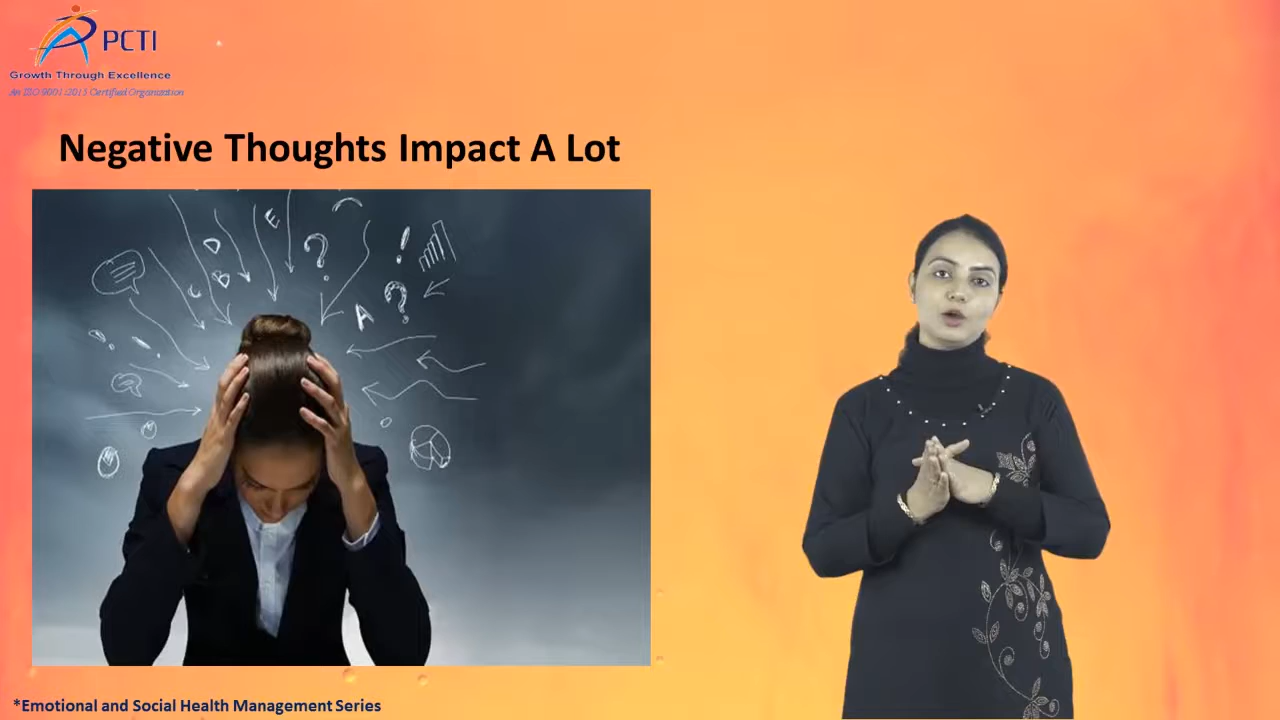 PCTI
Growth Through Excellence
An ISO 9001:2015 Certified Organization
Negative Thoughts Impact A Lot
E
D
B
C
A
? ! ?
*Emotional and Social Health Management Series